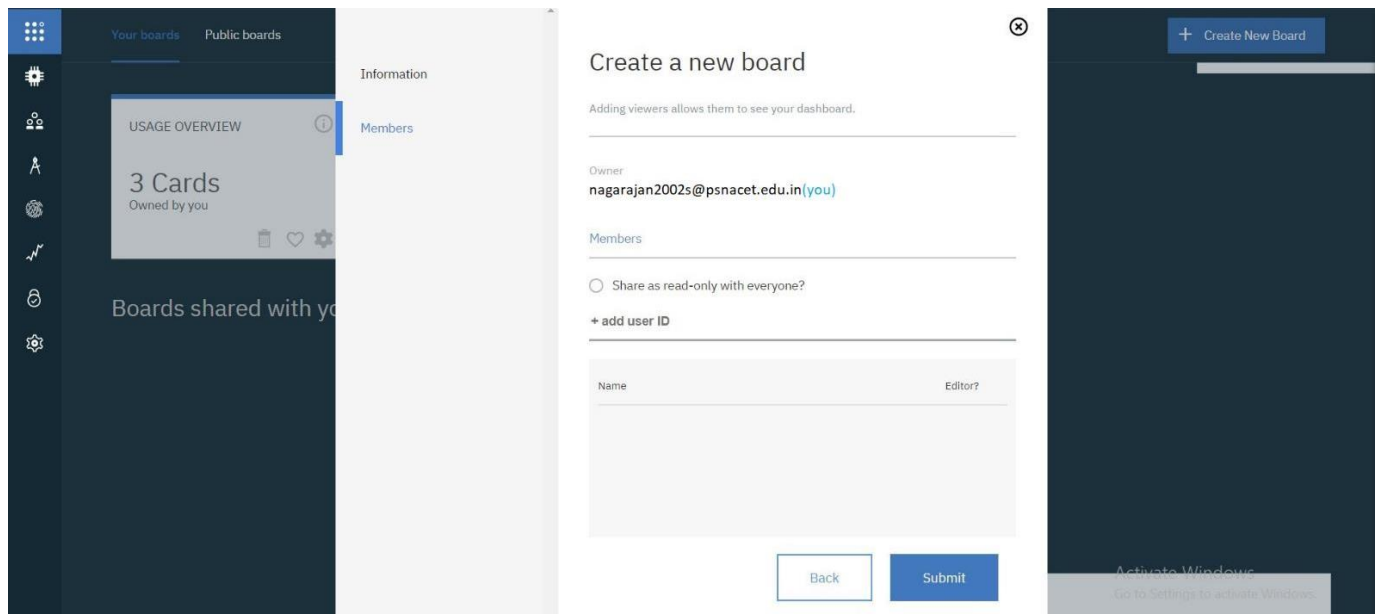 Your boards Public boards
Create New Board
Information
Members
USAGE OVERVIEW
3 Cards
Owned by you
Boards shared with yo
Create a new board
Adding viewers allows them to see your dashboard.
Owner
nagarajan2002s@psnacet.edu.in(you)
Members
Share as read-only with everyone?
+ add user ID
Name Editor?
Back Submit
Activate Windows
Go to Settings to activate Windows.